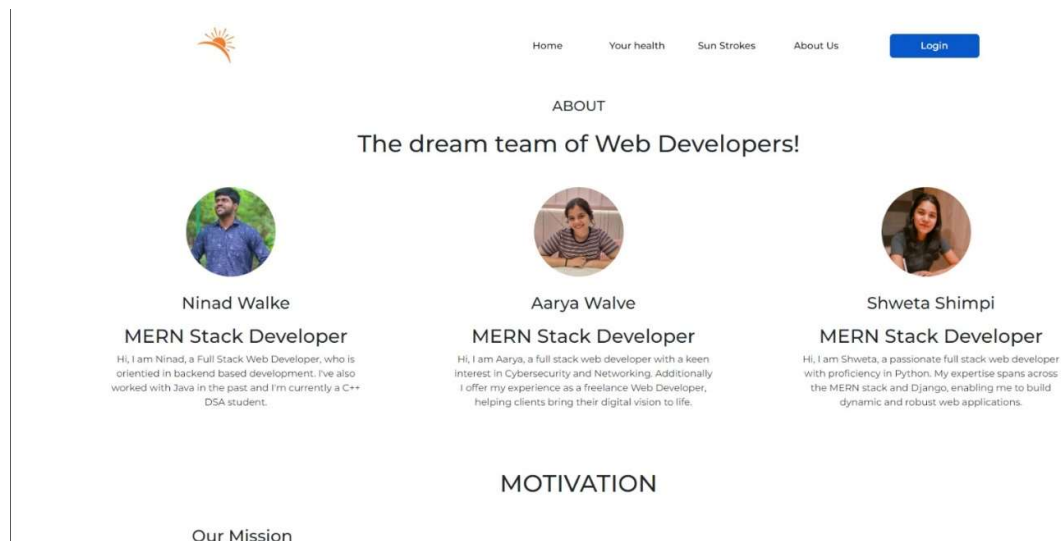 Home Your health Sun Strokes About Us Login
ABOUT
The dream team of Web Developers!
Ninad Walke
MERN Stack Developer
Hi, I am Ninad, a Full Stack Web Developer, who is
orientied in backend based development. I've also
worked with Java in the past and I'm currently a C++
DSA student.
Aarya Walve
MERN Stack Developer
Hi, I am Aarya, a full stack web developer with a keen
interest in Cybersecurity and Networking. Additionally
I offer my experience as a freelance Web Developer,
helping clients bring their digital vision to life.
Shweta Shimpi
MERN Stack Developer
Hi, I am Shweta, a passionate full stack web developer
with proficiency in Python. My expertise spans across
the MERN stack and Django, enabling me to build
dynamic and robust web applications.
MOTIVATION
Our Mission